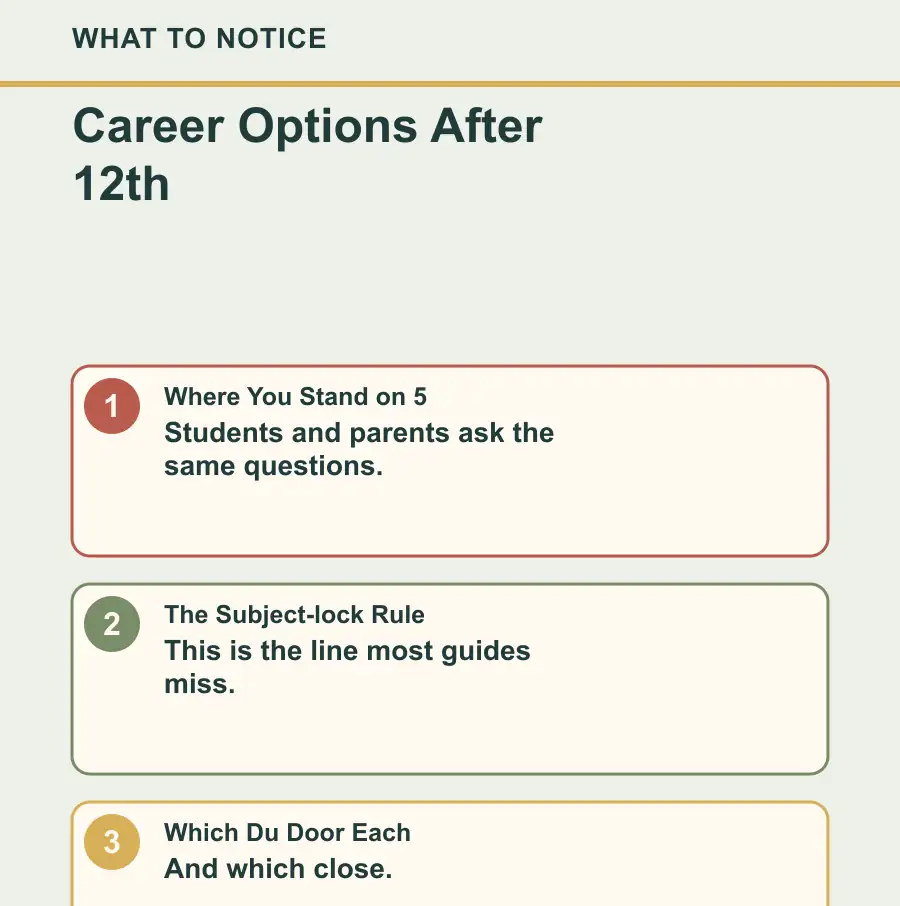 WHAT TO NOTICE
Career Options After
12th
1
Where You Stand on 5
Students and parents ask the
same questions.
2
The Subject-lock Rule
This is the line most guides
miss.
3
Which Du Door Each
And which close.